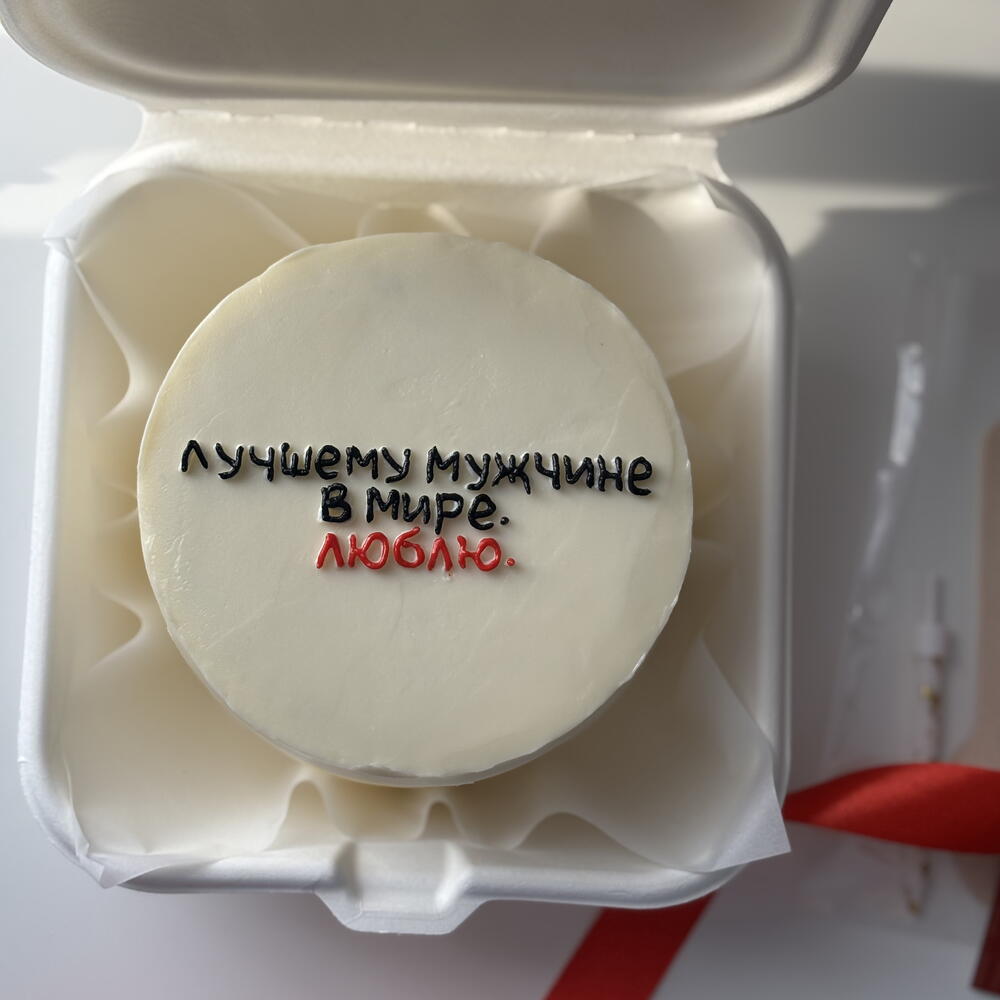 лучшему мужчине
в мире.
люблю.